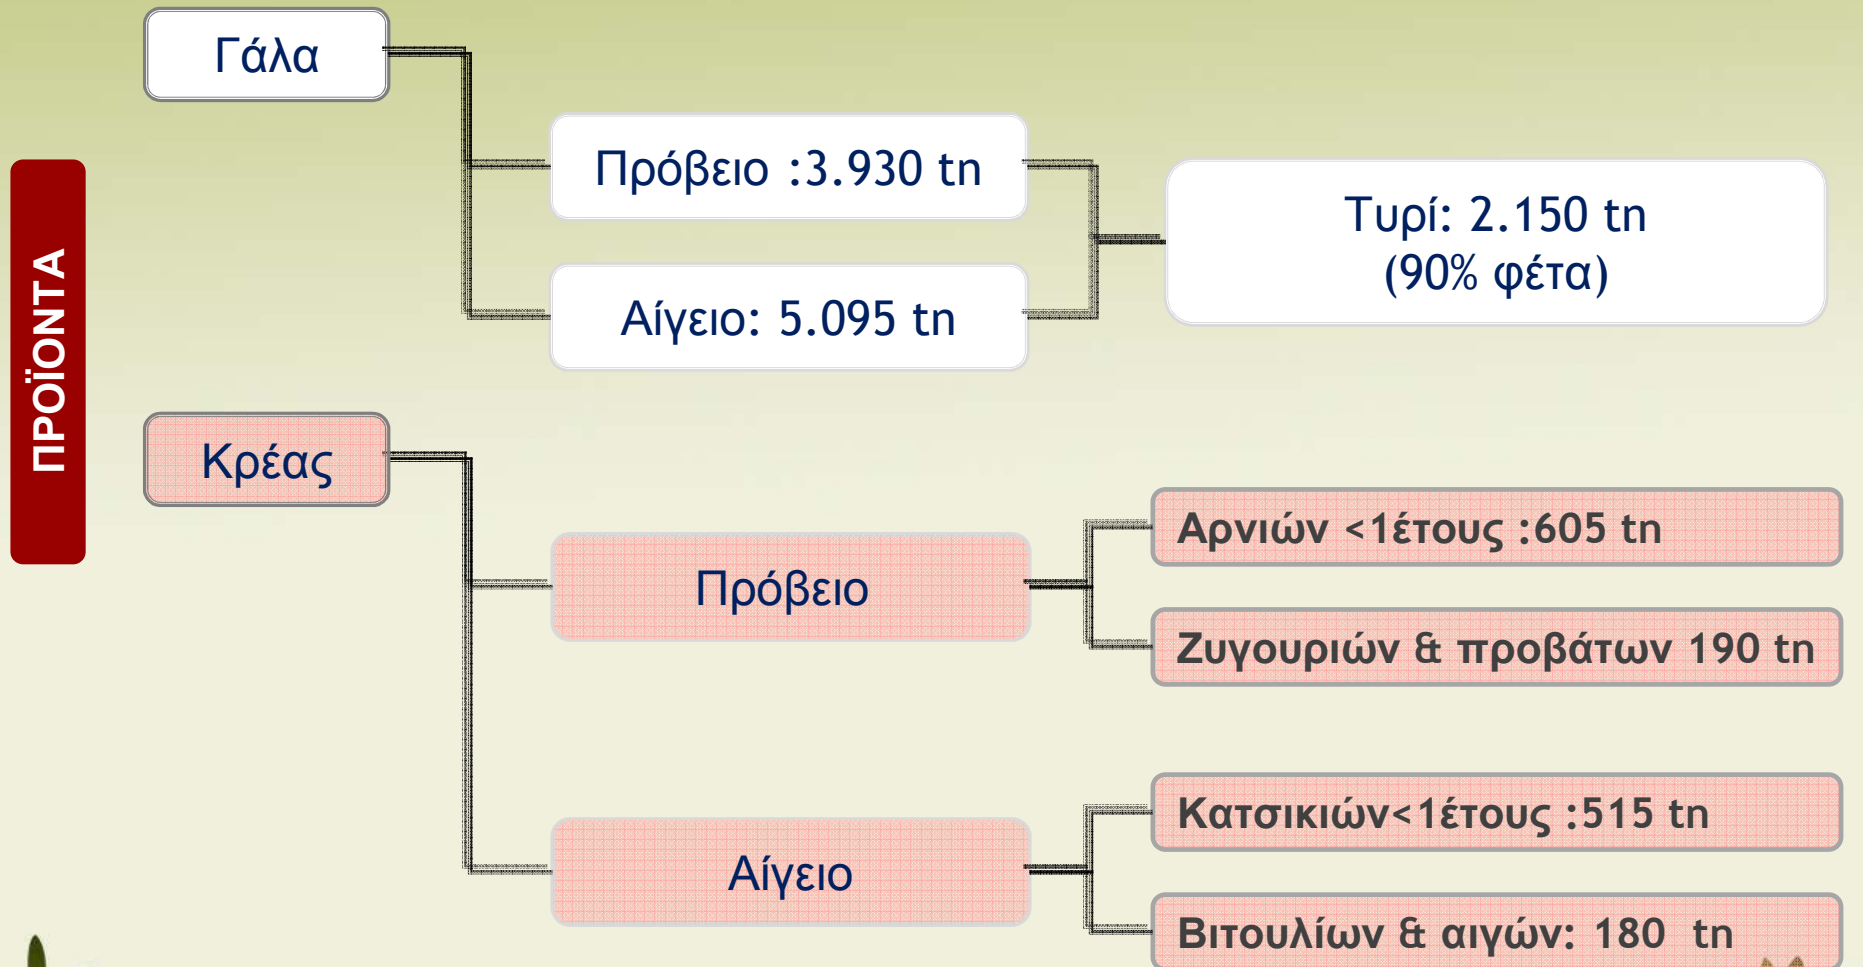 ΠΡΟΪΟΝΤΑ
Γάλα
Πρόβειο :3.930 tn
Αίγειο: 5.095 tn
Τυρί: 2.150 tn
(90% φέτα)
Κρέας
Πρόβειο
Αρνιών <1έτους :605 tn
Ζυγουριών & προβάτων 190 tn
Αίγειο
Κατσικιών<1έτους :515 tn
Βιτουλίων & αιγών: 180 tn